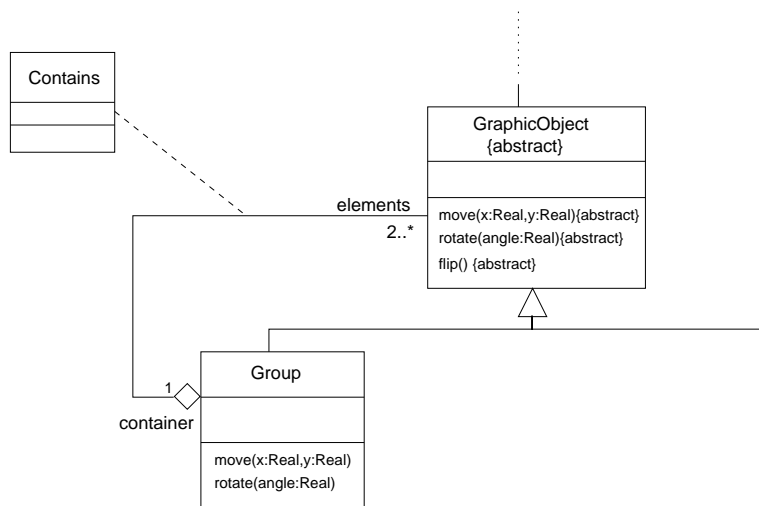 Contains
GraphicObject
{abstract}
elements
2..*
move(x:Real,y:Real){abstract}
rotate(angle:Real){abstract}
flip() {abstract}
Group
1
container
move(x:Real,y:Real)
rotate(angle:Real)